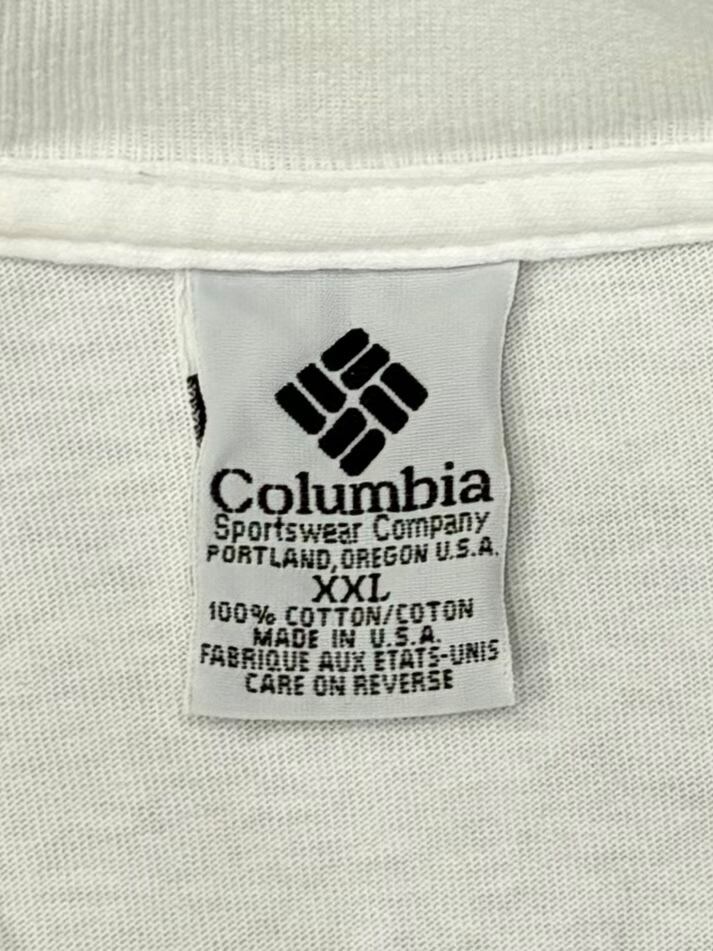 Columbia
Sportswear Company
PORTLAND, OREGON U.S.A.
XXL
100% COTTON/COTON
MADE IN U.S.A.
FABRIQUE AUX ETATS-UNIS
CARE ON REVERSE